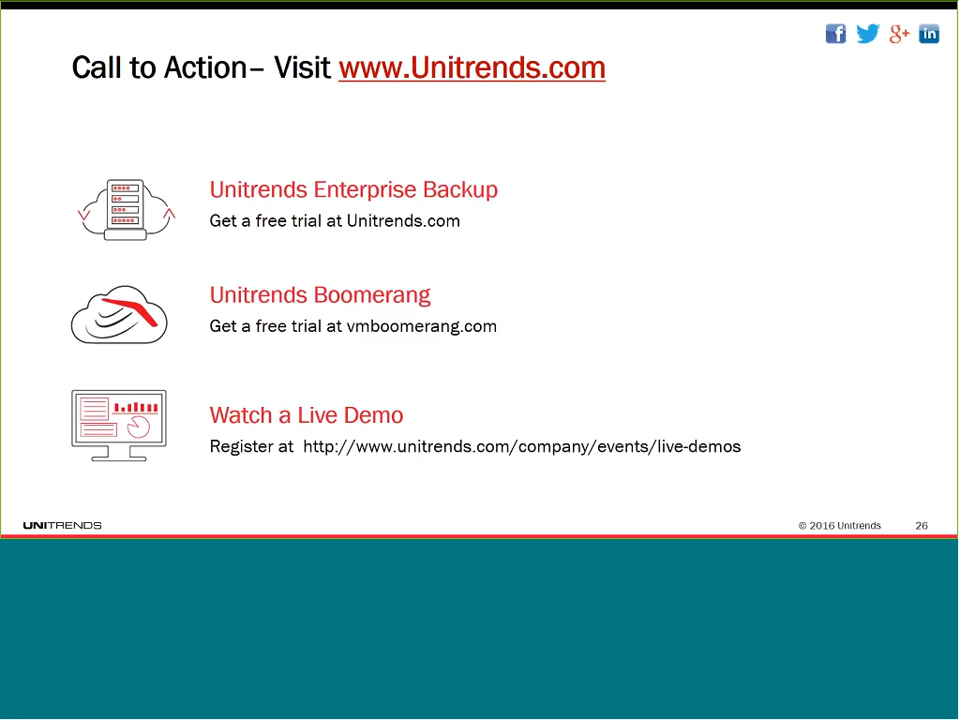 Call to Action– Visit www.Unitrends.com
Unitrends Enterprise Backup
Get a free trial at Unitrends.com
Unitrends Boomerang
Get a free trial at vmboomerang.com
Watch a Live Demo
Register at http://www.unitrends.com/company/events/live-demos
UNITRENDS
© 2016 Unitrends
26